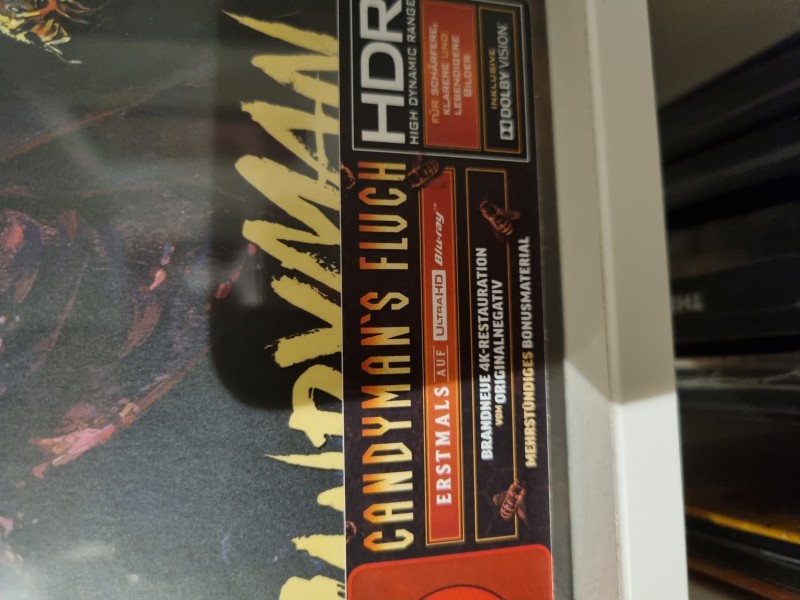 CANDYMAN
CANDYMAN'S FLUCH
ERSTMALS AUF ULTRA HD Blu-ray™
BRANDNEUE 4K-RESTAURATION
VOM ORIGINALNEGATIV
MEHRSTÜNDIGES BONUSMATERIAL
HDR
HIGH DYNAMIC RANGE
FÜR SCHÄRFERE,
KLARERE UND
LEBENDIGERE
BILDER
INKLUSIVE
DOLBY VISION